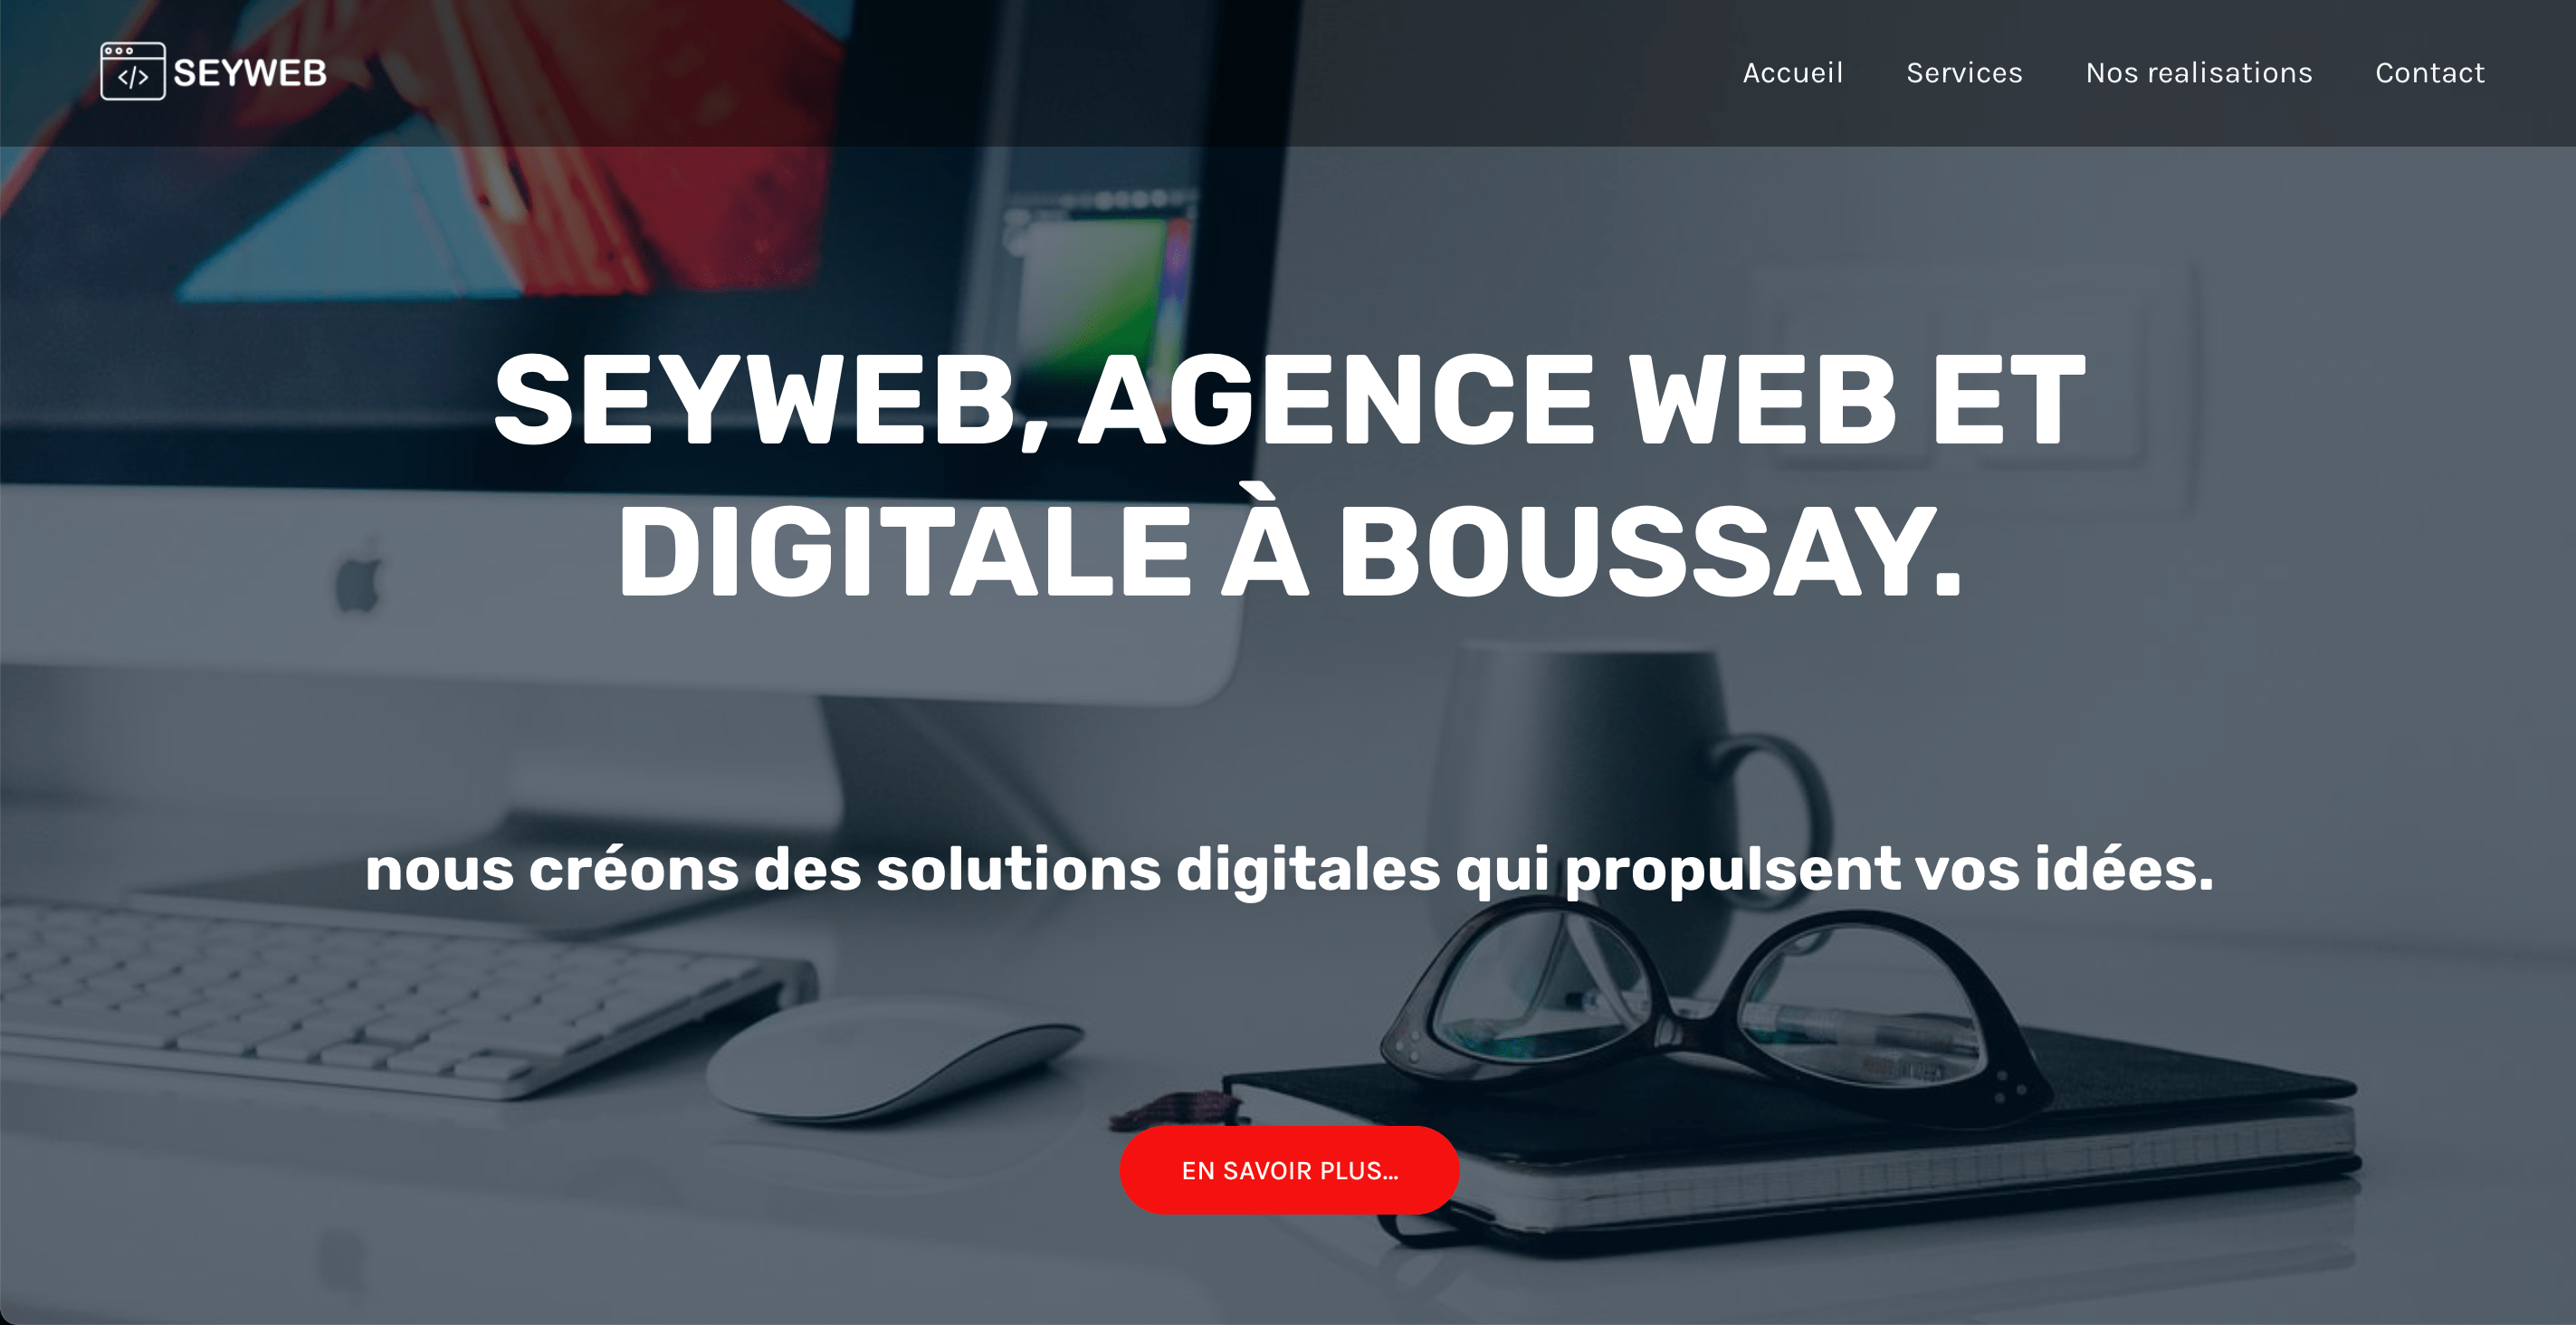 </> SEYWEB
Accueil
Services
Nos realisations
Contact
SEYWEB, AGENCE WEB ET
DIGITALE À BOUSSAY.
nous créons des solutions digitales qui propulsent vos idées.
EN SAVOIR PLUS...